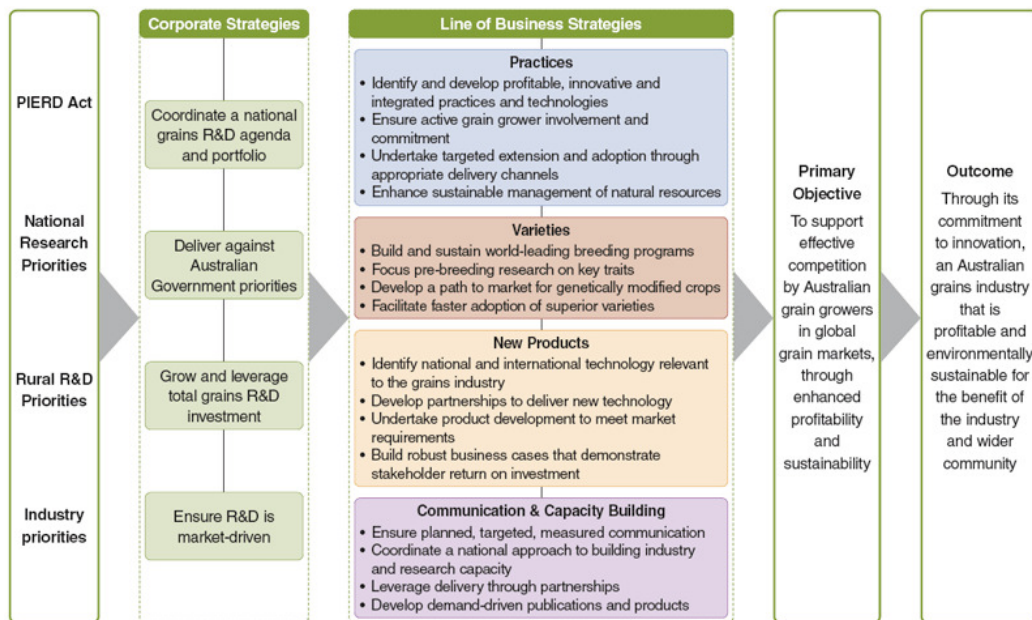 PIERD Act
National
Research
Priorities
Rural R&D
Priorities
Industry
priorities
Corporate Strategies
Coordinate a national
grains R&D agenda
and portfolio
Deliver against
Australian
Government priorities
Grow and leverage
total grains R&D
investment
Ensure R&D is
market-driven
Line of Business Strategies
Practices
• Identify and develop profitable, innovative and
integrated practices and technologies
• Ensure active grain grower involvement and
commitment
• Undertake targeted extension and adoption through
appropriate delivery channels
• Enhance sustainable management of natural resources
Varieties
• Build and sustain world-leading breeding programs
• Focus pre-breeding research on key traits
• Develop a path to market for genetically modified crops
• Facilitate faster adoption of superior varieties
New Products
• Identify national and international technology relevant
to the grains industry
• Develop partnerships to deliver new technology
• Undertake product development to meet market
requirements
• Build robust business cases that demonstrate
stakeholder return on investment
Communication & Capacity Building
• Ensure planned, targeted, measured communication
• Coordinate a national approach to building industry
and research capacity
• Leverage delivery through partnerships
• Develop demand-driven publications and products
Primary
Objective
To support
effective
competition
by Australian
grain growers
in global
grain markets,
through
enhanced
profitability
and
sustainability
Outcome
Through its
commitment
to innovation,
an Australian
grains industry
that is
profitable and
environmentally
sustainable for
the benefit of
the industry
and wider
community